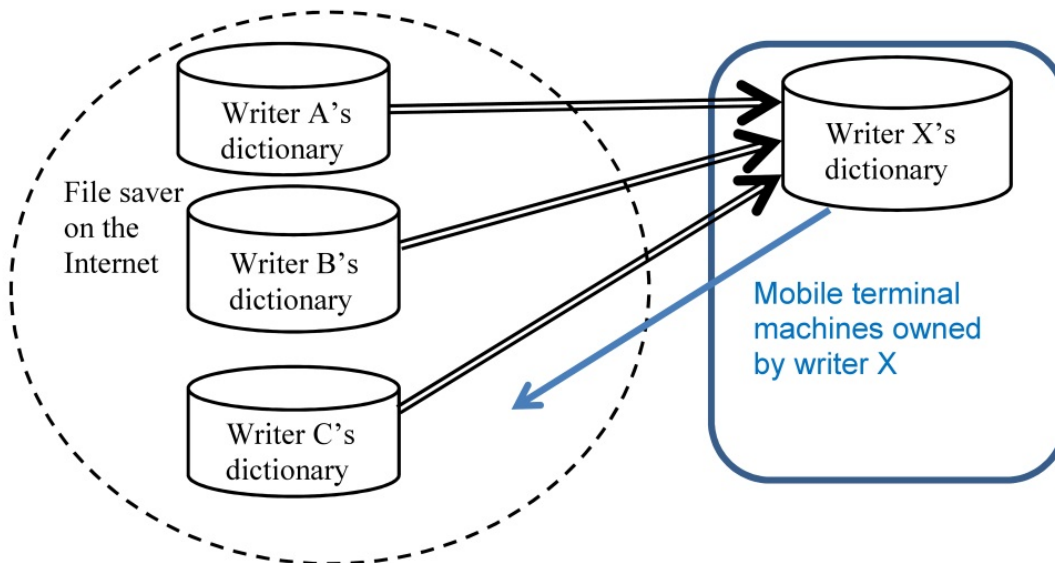 Writer A's
dictionary
File saver
on the
Internet
Writer B's
dictionary
Writer C's
dictionary
Writer X's
dictionary
Mobile terminal
machines owned
by writer X